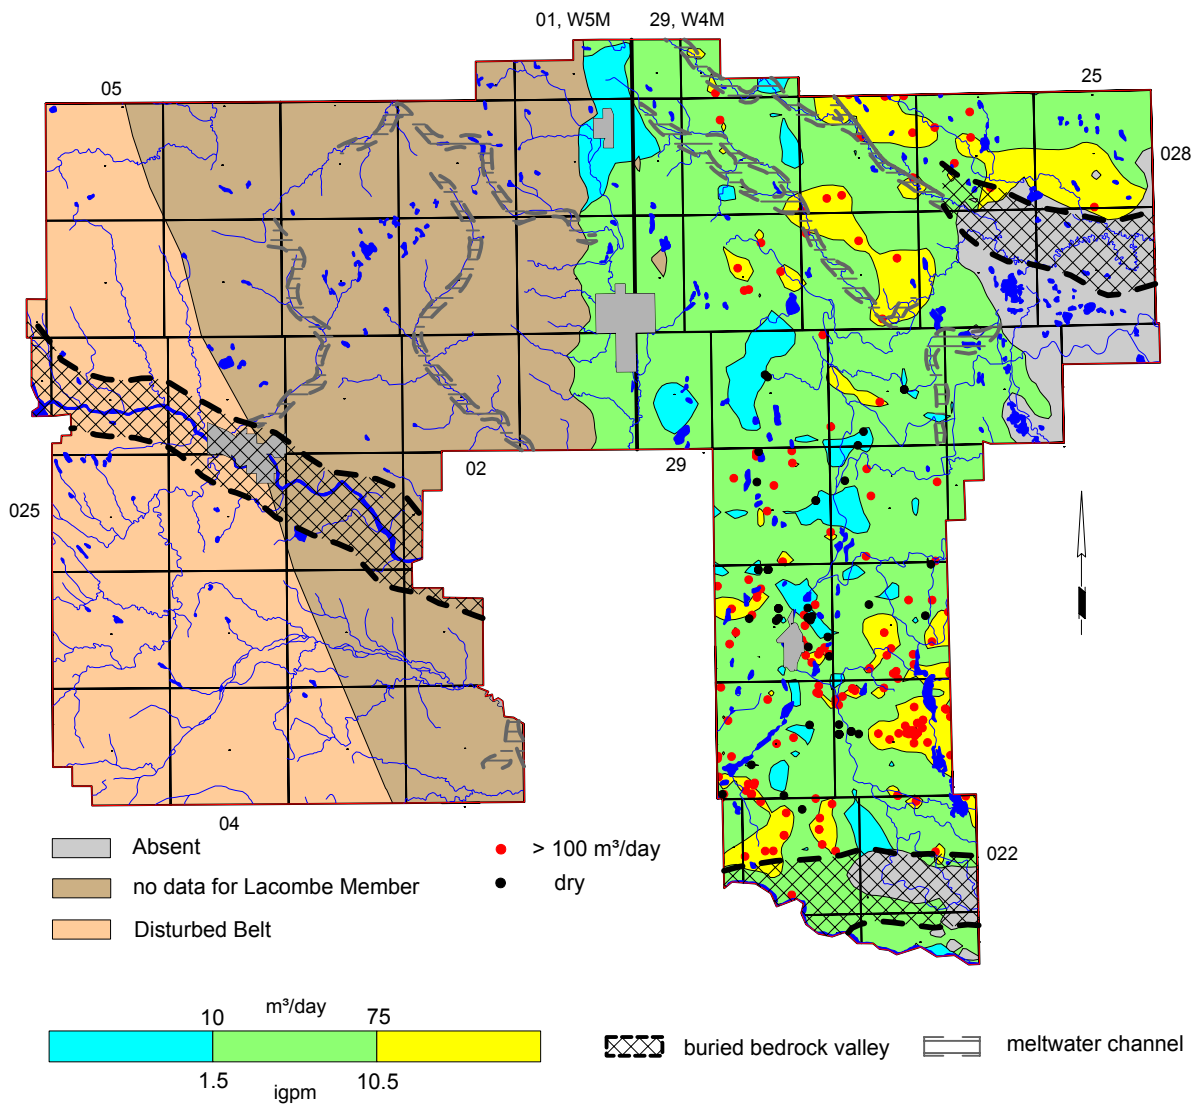 01, W5M 29, W4M
05
25
028
02
29
025
04
022
Absent
no data for Lacombe Member
Disturbed Belt
> 100 m³/day
dry
m³/day
10 75
1.5 10.5
igpm
buried bedrock valley
meltwater channel